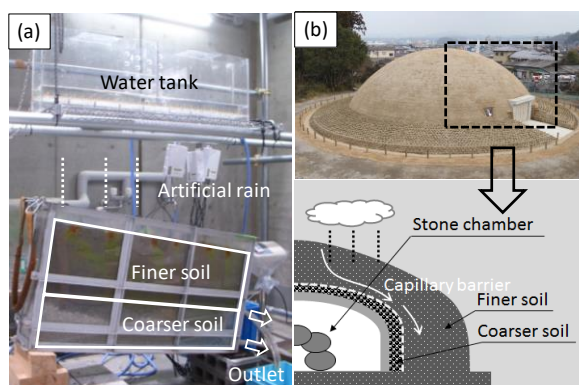 (a)
Water tank
Artificial rain
Finer soil
Coarser soil
Outlet
(b)
Stone chamber
Capillary barrier
Finer soil
Coarser soil